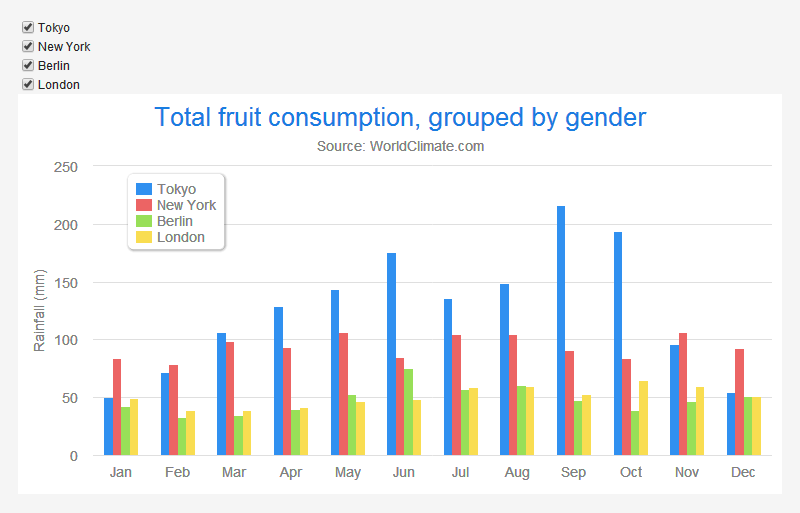 Tokyo
New York
Berlin
London
Total fruit consumption, grouped by gender
Source: WorldClimate.com
Tokyo
New York
Berlin
London
Rainfall (mm)
250
200
150
100
50
0
Jan Feb Mar Apr May Jun Jul Aug Sep Oct Nov Dec